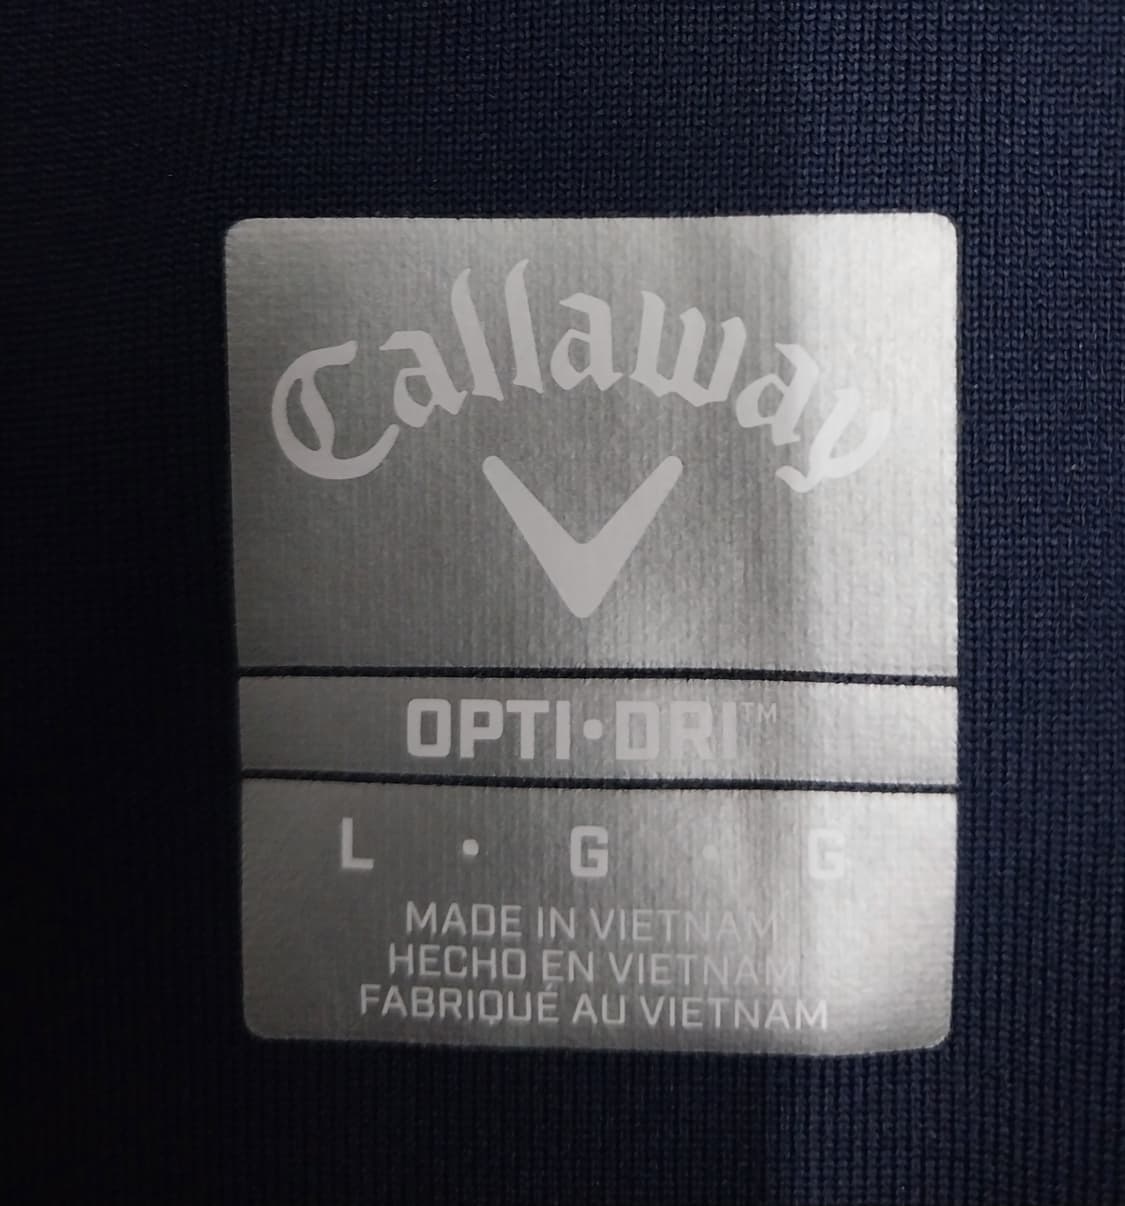 Callaway
OPTI•DRI™
L • G • G
MADE IN VIETNAM
HECHO EN VIETNAM
FABRIQUÉ AU VIETNAM